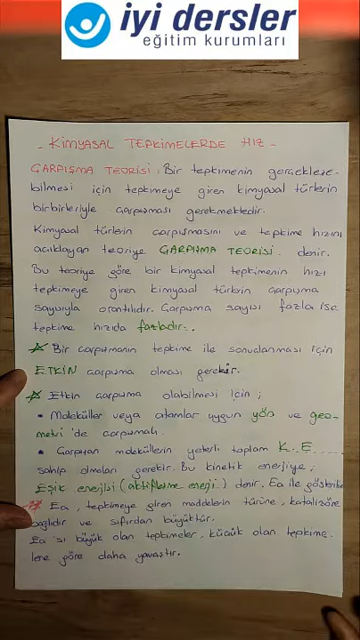 iyi dersler
eğitim kurumları
- KİMYASAL TEPKİMELERDE HIZ -
ÇARPIŞMA TEORİSİ: Bir tepkimenin gerçekleşe-
bilmesi için tepkimeye giren kimyasal türlerin
birbirleriyle çarpışması gerekmektedir.
Kimyasal türlerin çarpışmasını ve tepkime hızını
açıklayan teoriye ÇARPIŞMA TEORİSİ denir.
Bu teoriye göre bir kimyasal tepkimenin hızı
tepkimeye giren kimyasal türlerin çarpışma
sayısıyla orantılıdır. Çarpışma sayısı fazla ise
tepkime hızıda fazladır.
Bir çarpışmanın tepkime ile sonuçlanması için
ETKİN çarpışma olması gerekir.
Etkin çarpışma olabilmesi için;
• Moleküller veya atomlar uygun yön ve geo-
metri'de çarpışmalı.
• Çarpışan moleküllerin yeterli toplam K.E.....
sahip olmaları gerekir. Bu kinetik enerjiye;
Eşik enerjisi (aktifleşme enerji) denir. Ea ile gösterilir
Ea, tepkimeye giren maddelerin türüne, katalizöre
bağlıdır ve sıfırdan büyüktür.
Ea'sı büyük olan tepkimeler, küçük olan tepkime-
lere göre daha yavaştır.